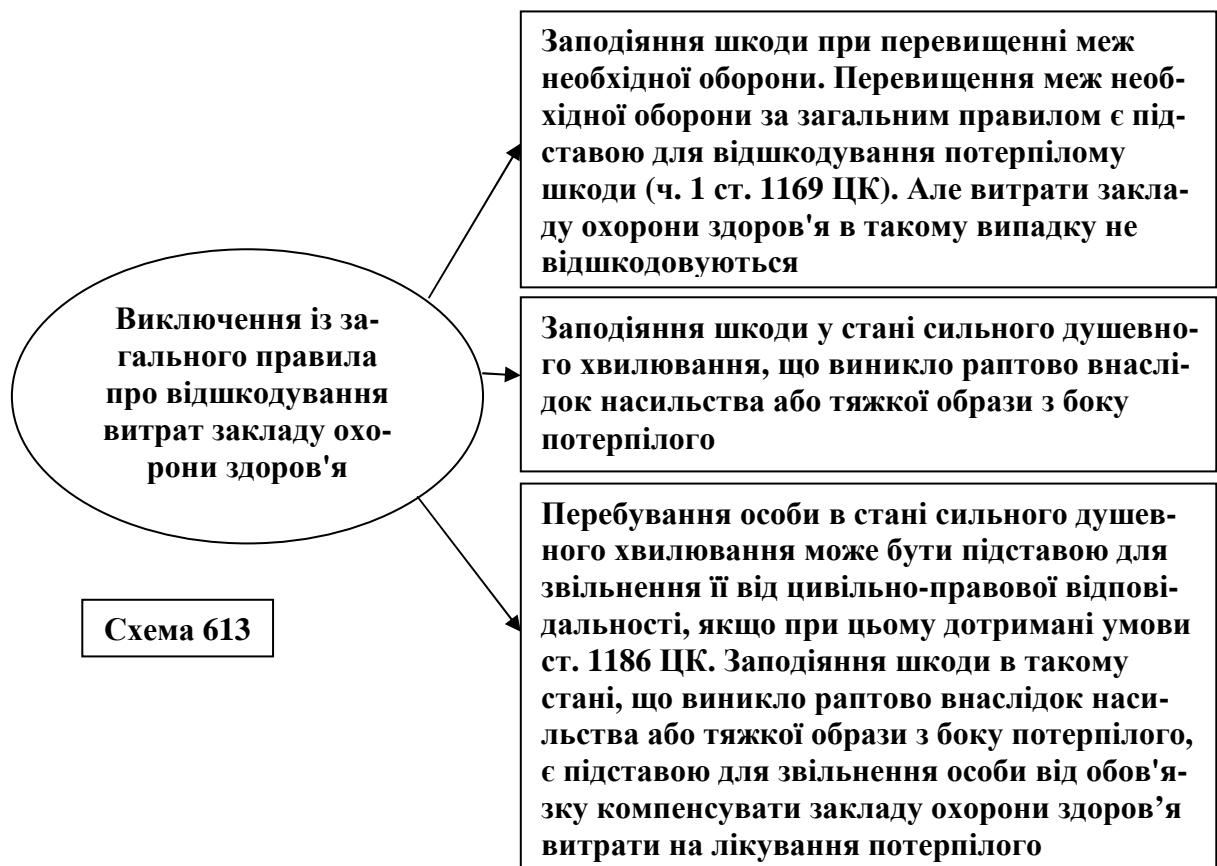 Заподіяння шкоди при перевищенні меж
необхідної оборони. Перевищення меж необ-
хідної оборони за загальним правилом є під-
ставою для відшкодування потерпілому
шкоди (ч. 1 ст. 1169 ЦК). Але витрати закла-
ду охорони здоров'я в такому випадку не
відшкодовуються
Виключення із за-
гального правила
про відшкодування
витрат закладу охо-
рони здоров'я
Заподіяння шкоди у стані сильного душевно-
го хвилювання, що виникло раптово внаслі-
док насильства або тяжкої образи з боку
потерпілого
Перебування особи в стані сильного душев-
ного хвилювання може бути підставою для
звільнення її від цивільно-правової відпові-
дальності, якщо при цьому дотримані умови
ст. 1186 ЦК. Заподіяння шкоди в такому
стані, що виникло раптово внаслідок наси-
льства або тяжкої образи з боку потерпілого,
є підставою для звільнення особи від обов'я-
зку компенсувати закладу охорони здоров’я
витрати на лікування потерпілого
Схема 613